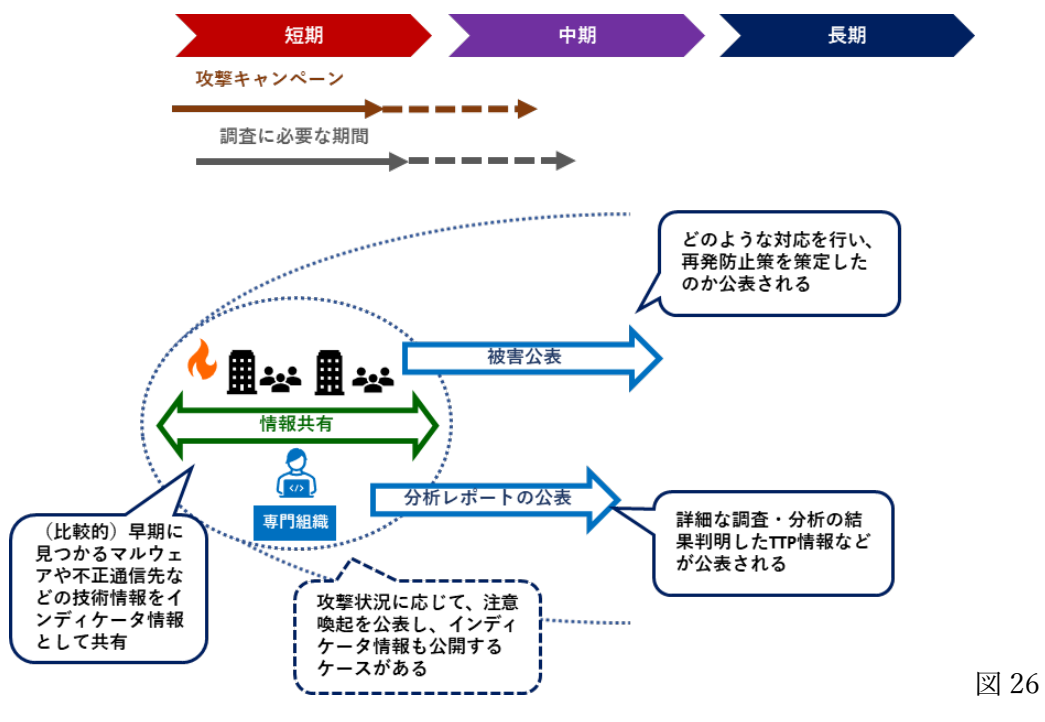 短期
中期
長期
攻撃キャンペーン
調査に必要な期間
どのような対応を行い、
再発防止策を策定した
のか公表される
被害公表
情報共有
分析レポートの公表
専門組織
（比較的）早期に
見つかるマルウェ
アや不正通信先な
どの技術情報をイ
ンディケータ情報
として共有
詳細な調査・分析の結
果判明したTTP情報など
が公表される
攻撃状況に応じて、注意
喚起を公表し、インディ
ケータ情報も公開する
ケースがある
図 26